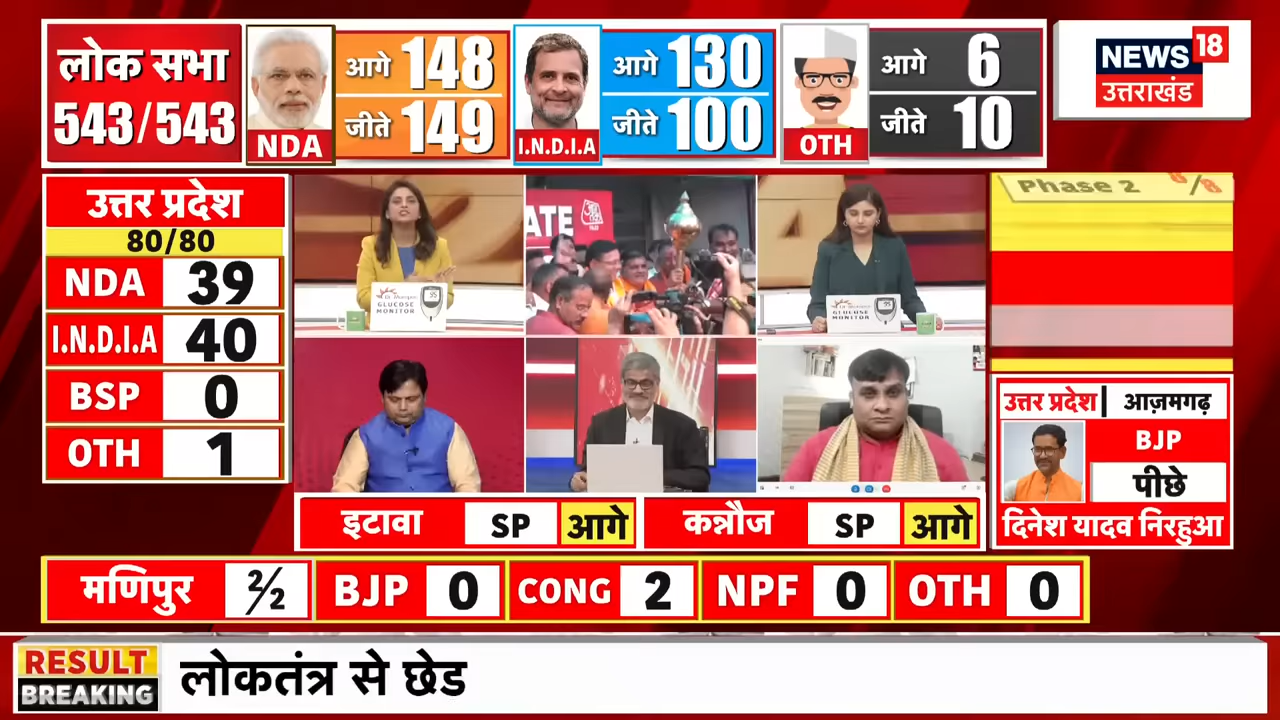 लोक सभा
543/543
NDA
आगे 148
जीते 149
I.N.D.I.A
आगे 130
जीते 100
OTH
आगे 6
जीते 10
NEWS 18
उत्तराखंड
उत्तर प्रदेश
80/80
NDA 39
I.N.D.I.A 40
BSP 0
OTH 1
ATE
GLUCOSE
MONITOR
GLUCOSE
MONITOR
Phase 2 8/8
उत्तर प्रदेश | आज़मगढ़
BJP
पीछे
दिनेश यादव निरहुआ
इटावा SP आगे
कन्नौज SP आगे
मणिपुर 2/2 BJP 0 CONG 2 NPF 0 OTH 0
RESULT
BREAKING
लोकतंत्र से छेड